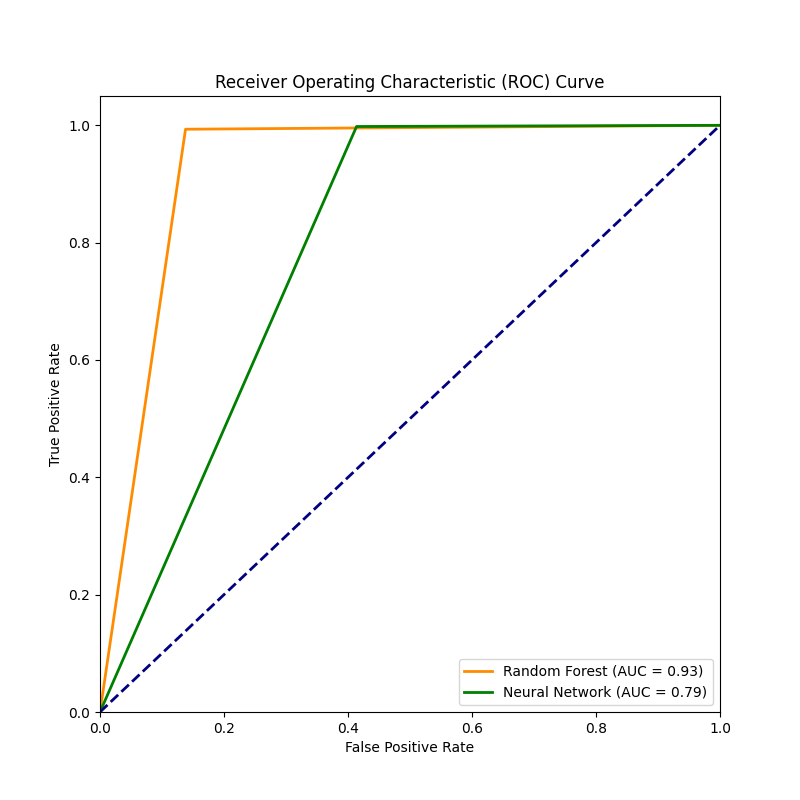 Receiver Operating Characteristic (ROC) Curve
True Positive Rate
1.0
0.8
0.6
0.4
0.2
0.0
0.0 0.2 0.4 0.6 0.8 1.0
False Positive Rate
Random Forest (AUC = 0.93)
Neural Network (AUC = 0.79)